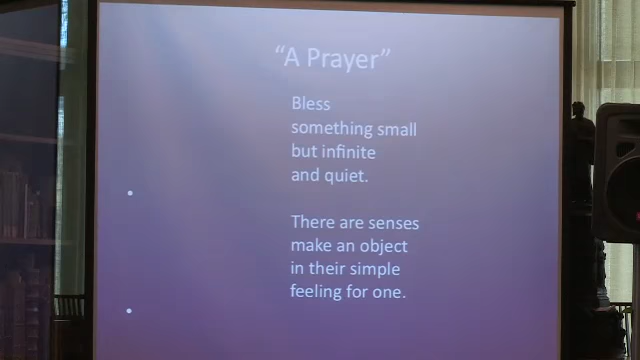 “A Prayer”
Bless
something small
but infinite
and quiet.
There are senses
make an object
in their simple
feeling for one.